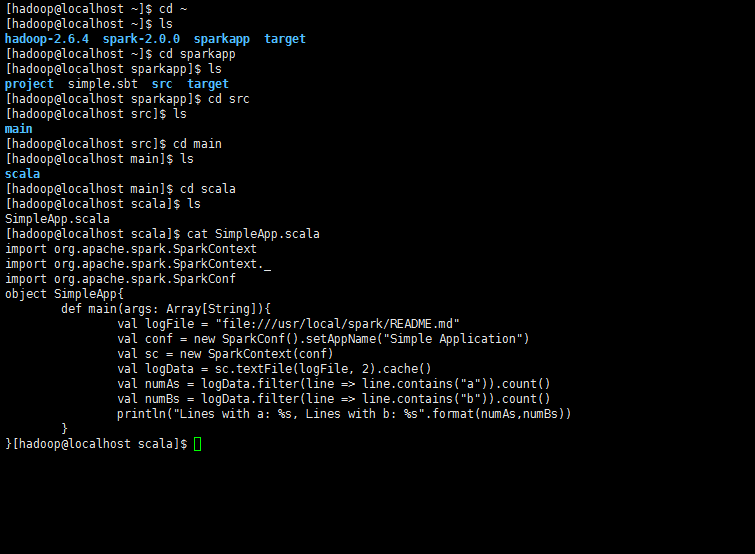 [hadoop@localhost ~]$ cd ~
[hadoop@localhost ~]$ ls
hadoop-2.6.4  spark-2.0.0  sparkapp  target
[hadoop@localhost ~]$ cd sparkapp
[hadoop@localhost sparkapp]$ ls
project  simple.sbt  src  target
[hadoop@localhost sparkapp]$ cd src
[hadoop@localhost src]$ ls
main
[hadoop@localhost src]$ cd main
[hadoop@localhost main]$ ls
scala
[hadoop@localhost main]$ cd scala
[hadoop@localhost scala]$ ls
SimpleApp.scala
[hadoop@localhost scala]$ cat SimpleApp.scala
import org.apache.spark.SparkContext
import org.apache.spark.SparkContext._
import org.apache.spark.SparkConf
object SimpleApp{
        def main(args: Array[String]){
                val logFile = "file:///usr/local/spark/README.md"
                val conf = new SparkConf().setAppName("Simple Application")
                val sc = new SparkContext(conf)
                val logData = sc.textFile(logFile, 2).cache()
                val numAs = logData.filter(line => line.contains("a")).count()
                val numBs = logData.filter(line => line.contains("b")).count()
                println("Lines with a: %s, Lines with b: %s".format(numAs,numBs))
        }
}[hadoop@localhost scala]$